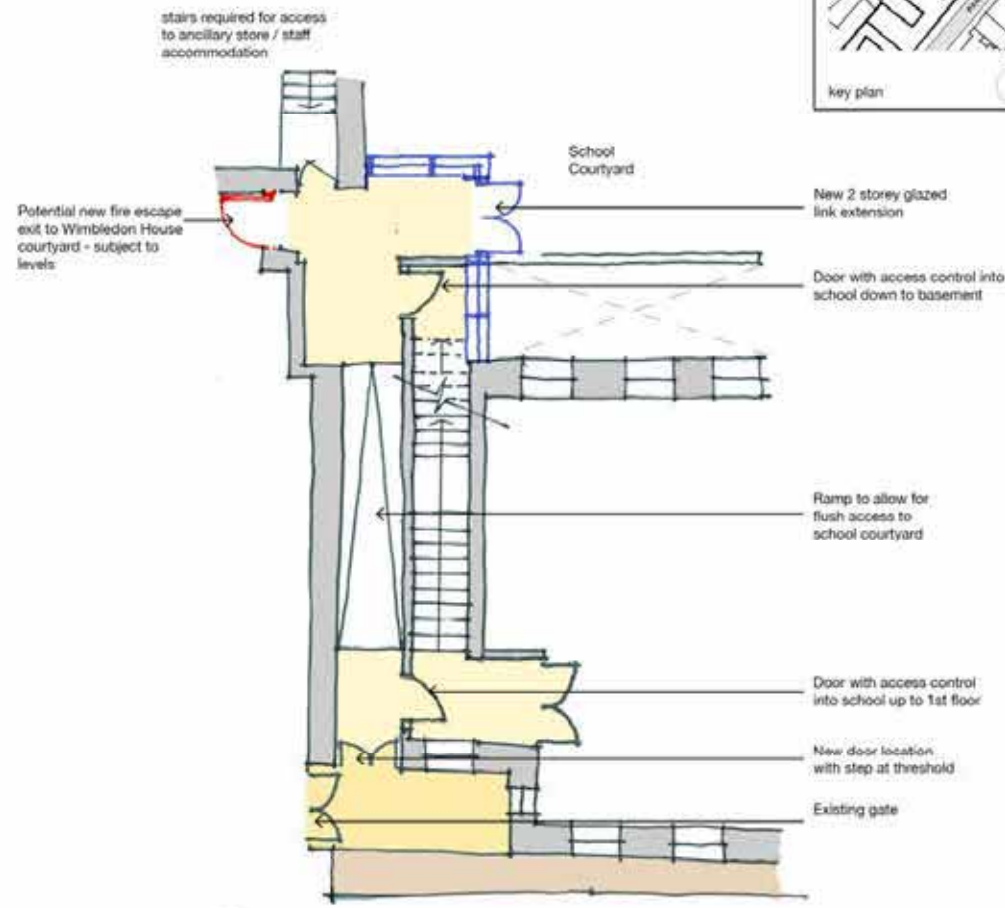 stairs required for access
to ancillary store / staff
accommodation
key plan
School
Courtyard
New 2 storey glazed
link extension
Potential new fire escape
exit to Wimbledon House
courtyard - subject to
levels
Door with access control into
school down to basement
Ramp to allow for
flush access to
school courtyard
Door with access control
into school up to 1st floor
New door location
with step at threshold
Existing gate